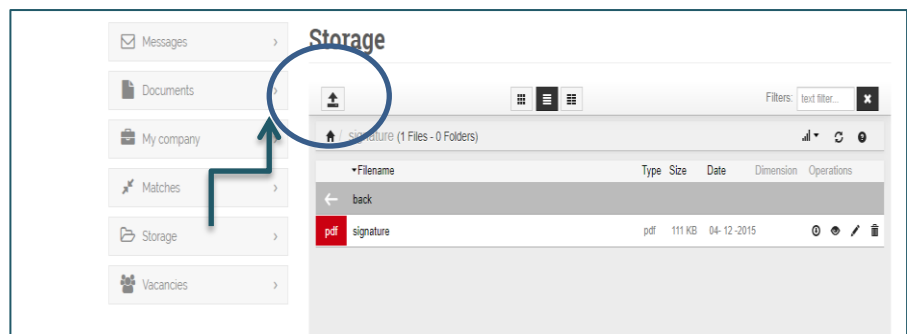 Storage
Messages
Documents
My company
Matches
Storage
Vacancies
Filters: text filter...
/ signature (1 Files - 0 Folders)
Filename Type Size Date Dimension Operations
back
pdf signature pdf 111 KB 04- 12 -2015